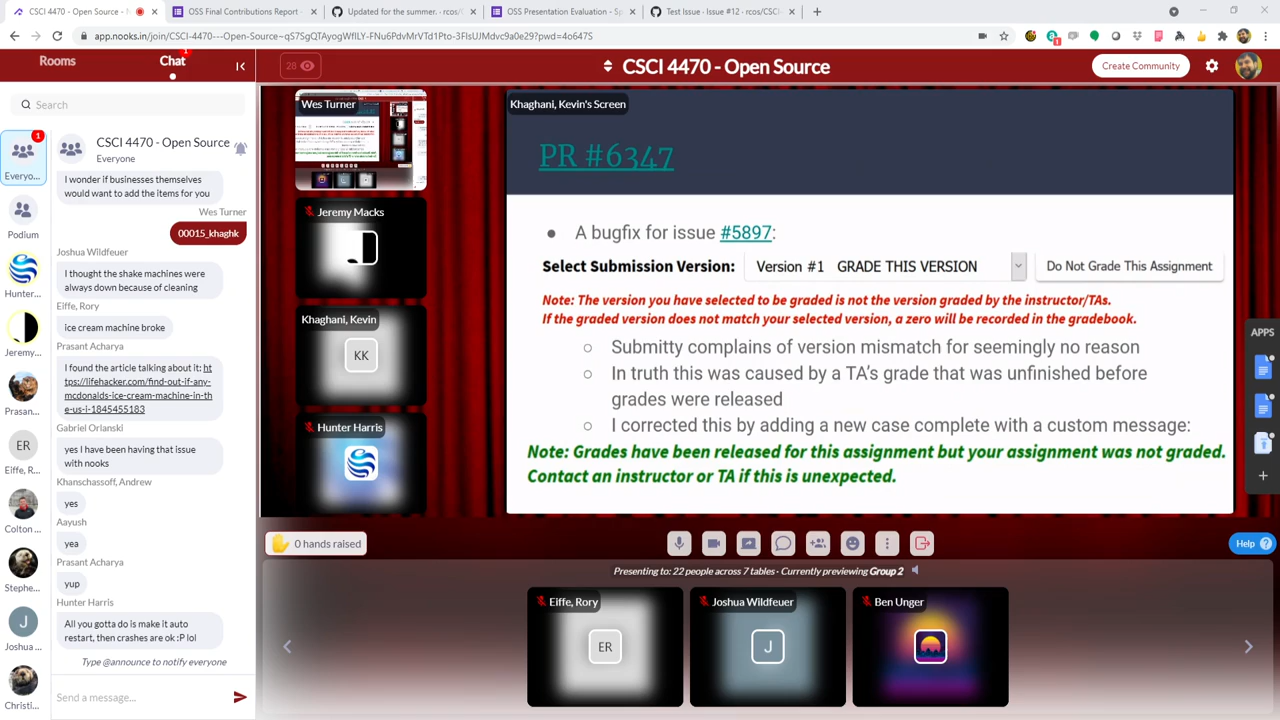 CSCI 4470 - Open Source - N
OSS Final Contributions Report -
Updated for the summer. · rcos/
OSS Presentation Evaluation - Sp
Test Issue · Issue #12 · rcos/CSCI
Rooms
Chat
1
28
CSCI 4470 - Open Source
Create Community
Search
CSCI 4470 - Open Source
Everyone
I wonder if businesses themselves
would want to add the items for you
Wes Turner
00015_khaghk
Joshua Wildfeuer
I thought the shake machines were
always down because of cleaning
Eiffe, Rory
ice cream machine broke
Prasant Acharya
I found the article talking about it: ht
tps://lifehacker.com/find-out-if-any-
mcdonalds-ice-cream-machine-in-th
e-us-i-1845455183
Gabriel Orlanski
yes I have been having that issue
with nooks
Khanschassoff, Andrew
yes
Aayush
yea
Prasant Acharya
yup
Hunter Harris
All you gotta do is make it auto
restart, then crashes are ok :P lol
Type @announce to notify everyone
Send a message...
1
Everyo...
Podium
Hunter...
Jeremy...
Prasan...
ER
Eiffe, R...
Colton ...
Stephe...
J
Joshua ...
Christi...
Wes Turner
Jeremy Macks
Khaghani, Kevin
KK
Hunter Harris
Khaghani, Kevin's Screen
PR #6347
● A bugfix for issue #5897:
Select Submission Version: Version #1 GRADE THIS VERSION Do Not Grade This Assignment
Note: The version you have selected to be graded is not the version graded by the instructor/TAs.
If the graded version does not match your selected version, a zero will be recorded in the gradebook.
○ Submitty complains of version mismatch for seemingly no reason
○ In truth this was caused by a TA's grade that was unfinished before
grades were released
○ I corrected this by adding a new case complete with a custom message:
Note: Grades have been released for this assignment but your assignment was not graded.
Contact an instructor or TA if this is unexpected.
APPS
0 hands raised
Help
Presenting to: 22 people across 7 tables · Currently previewing Group 2
Eiffe, Rory
ER
Joshua Wildfeuer
J
Ben Unger